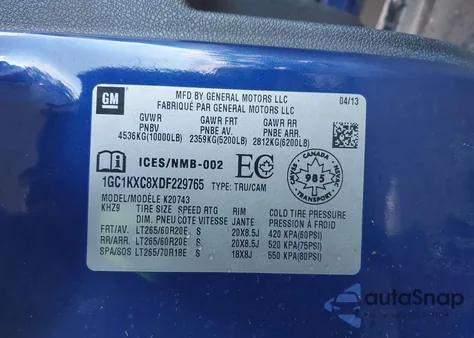 GM
MFD BY GENERAL MOTORS LLC
FABRIQUÉ PAR GENERAL MOTORS LLC
04/13
GVWR GAWR FRT GAWR RR
PNBV PNBE AV. PNBE ARR.
4536KG(10000LB) 2359KG(5200LB) 2812KG(6200LB)
ICES/NMB-002 EC
CANADA
985
TRANSPORT
1GC1KXC8XDF229765 TYPE: TRU/CAM
MODEL/MODÈLE K20743
KHZ9 TIRE SIZE SPEED RTG RIM COLD TIRE PRESSURE
DIM. PNEU COTE VITESSE JANTE PRESSION À FROID
FRT/AV. LT265/60R20E S 20X8.5J 420 KPA(60PSI)
RR/ARR. LT265/60R20E S 20X8.5J 520 KPA(75PSI)
SPA/SOS LT265/70R18E S 18X8J 550 KPA(80PSI)
autoSnap